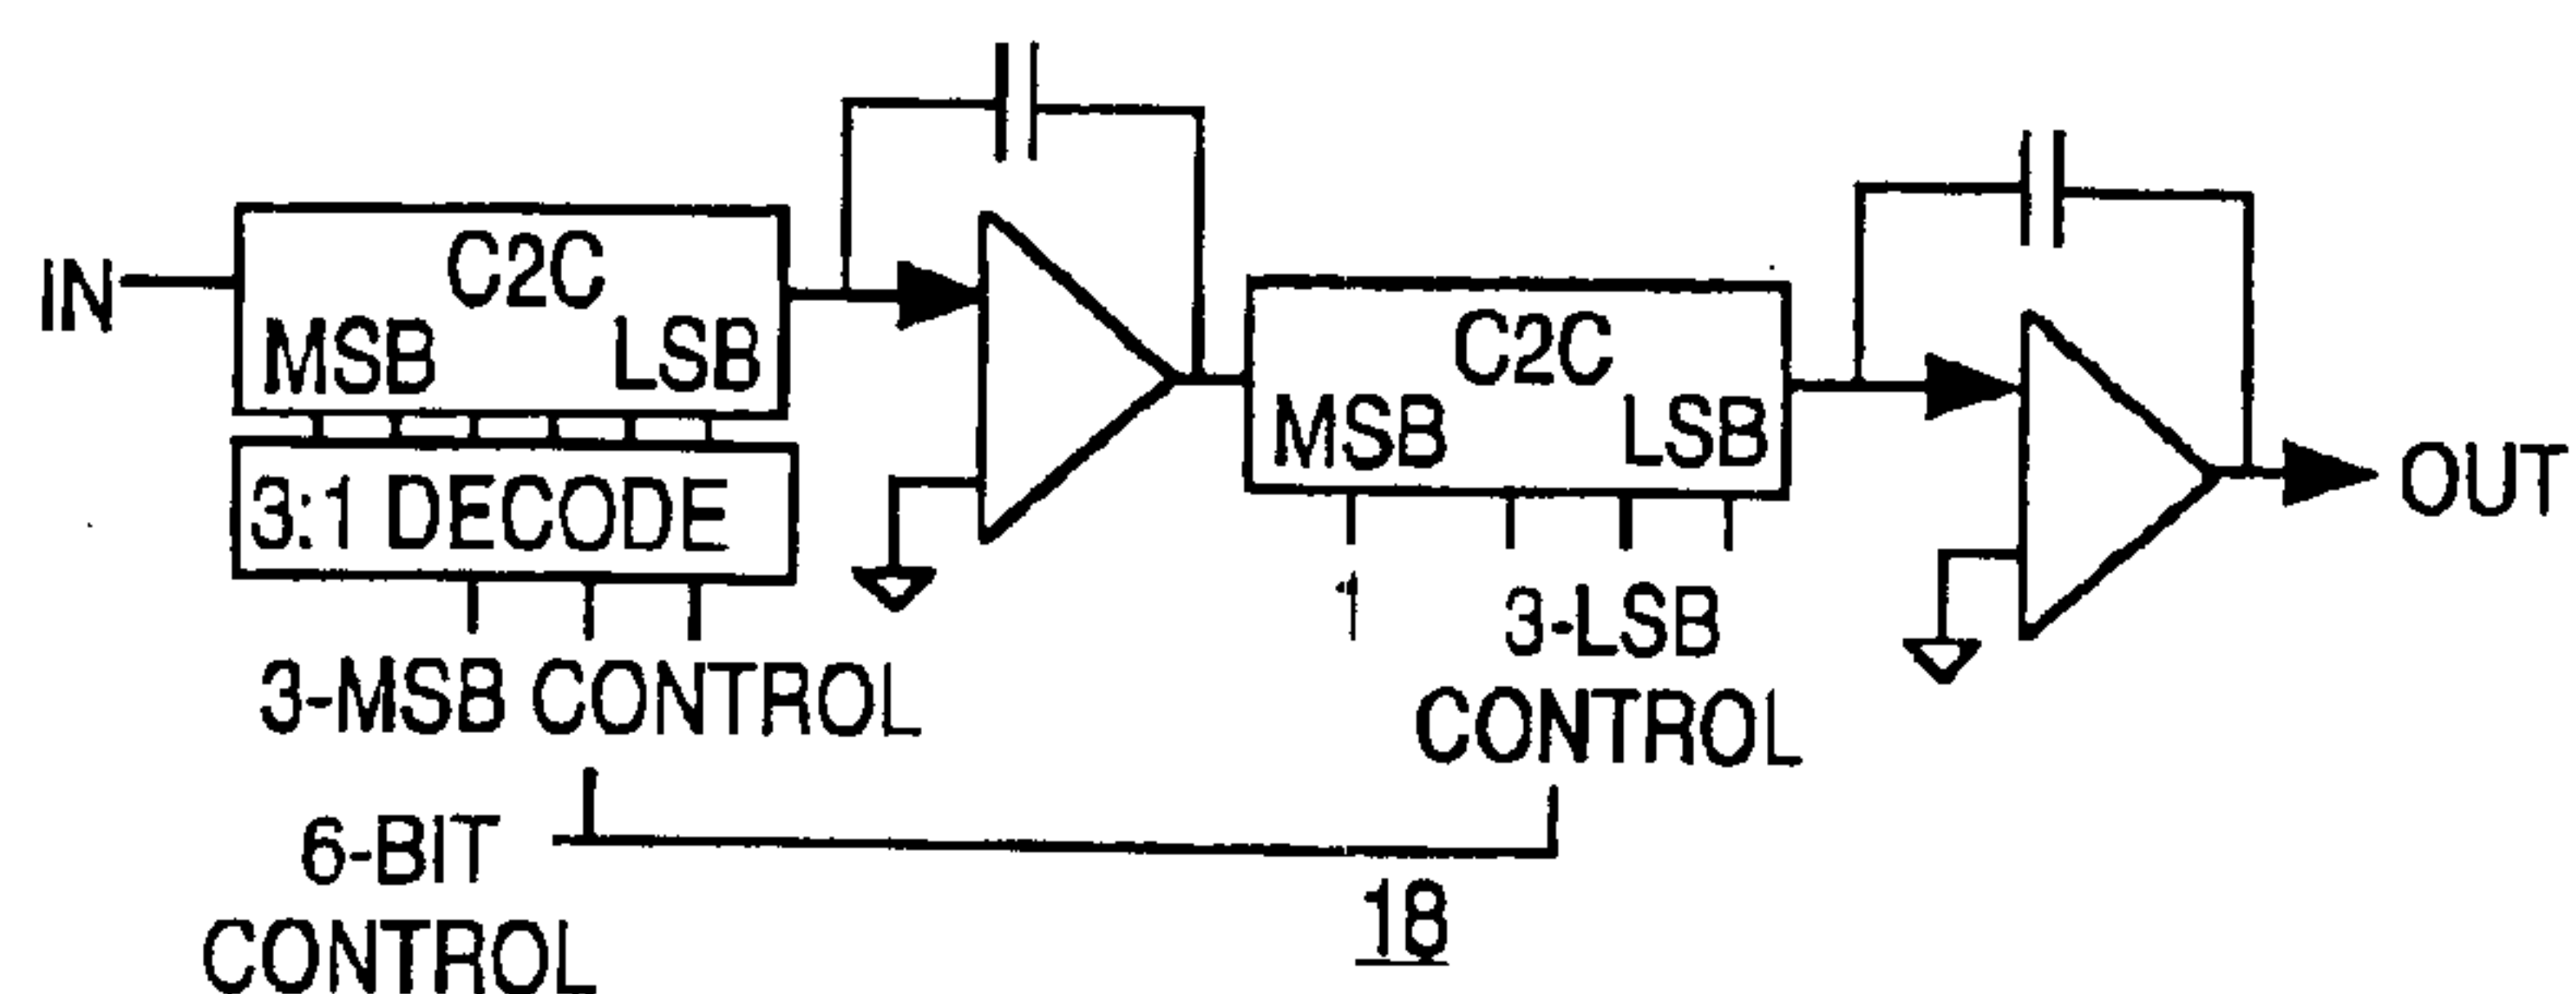 IN
C2C
MSB LSB
3:1 DECODE
3-MSB CONTROL
6-BIT
CONTROL
C2C
MSB LSB
1
3-LSB
CONTROL
OUT
18